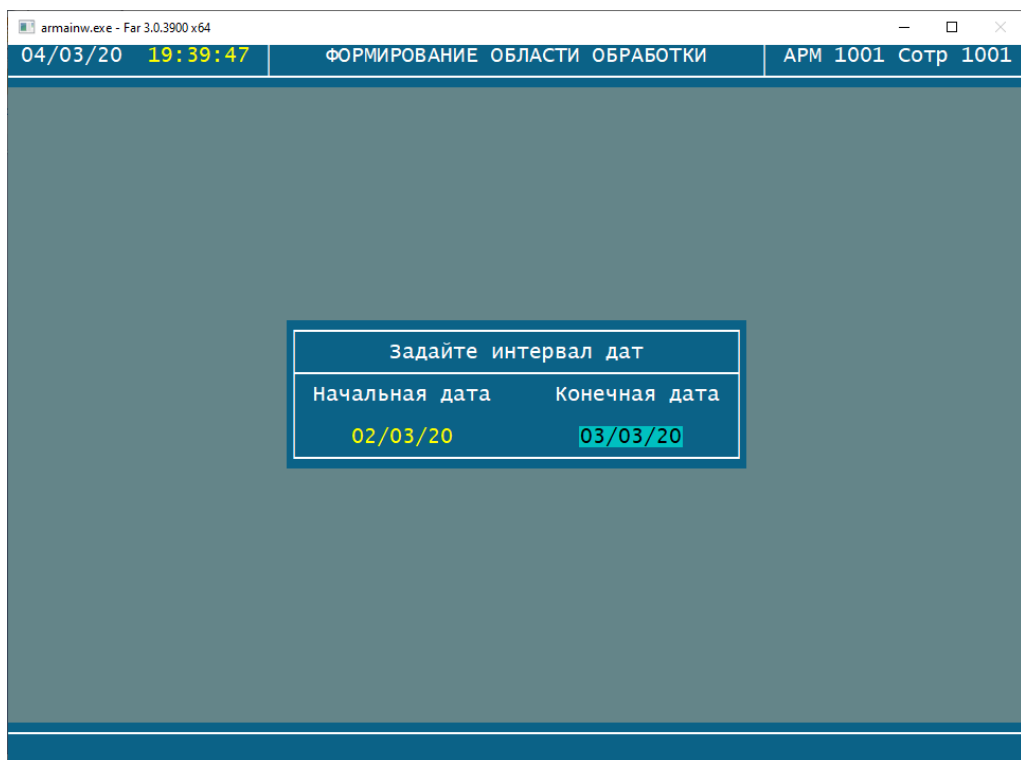 armainw.exe - Far 3.0.3900 x64
04/03/20 19:39:47 ФОРМИРОВАНИЕ ОБЛАСТИ ОБРАБОТКИ АРМ 1001 Сотр 1001
Задайте интервал дат
Начальная дата Конечная дата
02/03/20 03/03/20